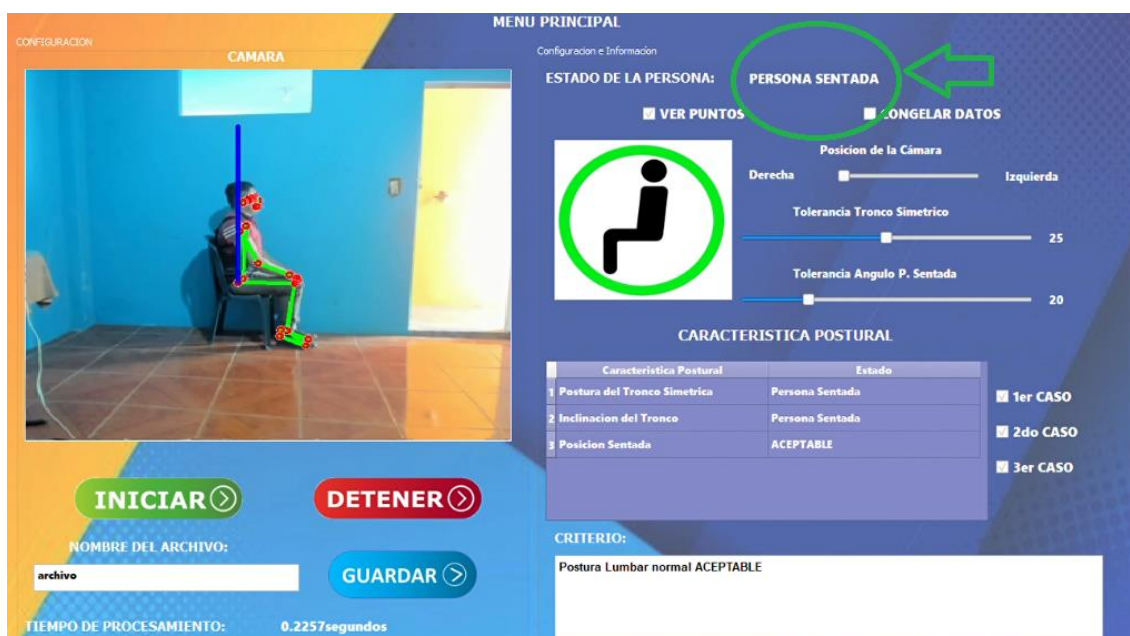 MENU PRINCIPAL
CONFIGURACION
CAMARA
INICIAR
DETENER
NOMBRE DEL ARCHIVO:
archivo
GUARDAR
TIEMPO DE PROCESAMIENTO: 0.2257segundos
Configuracion e Informacion
ESTADO DE LA PERSONA: PERSONA SENTADA
VER PUNTOS CONGELAR DATOS
Posicion de la Cámara
Derecha Izquierda
Tolerancia Tronco Simetrico
25
Tolerancia Angulo P. Sentada
20
CARACTERISTICA POSTURAL
Caracteristica Postural Estado
1 Postura del Tronco Simetrica Persona Sentada
2 Inclinacion del Tronco Persona Sentada
3 Posicion Sentada ACEPTABLE
1er CASO
2do CASO
3er CASO
CRITERIO:
Postura Lumbar normal ACEPTABLE